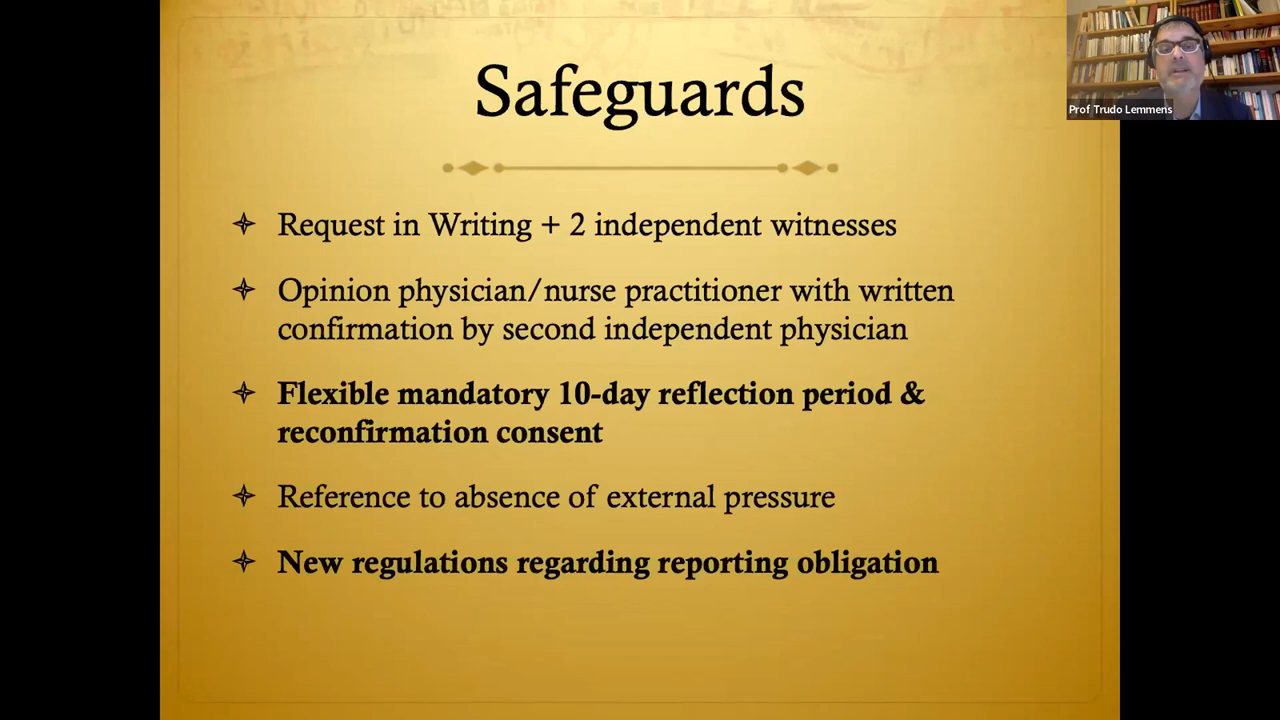 Prof Trudo Lemmens
Safeguards
Request in Writing + 2 independent witnesses
Opinion physician/nurse practitioner with written
confirmation by second independent physician
Flexible mandatory 10-day reflection period &
reconfirmation consent
Reference to absence of external pressure
New regulations regarding reporting obligation